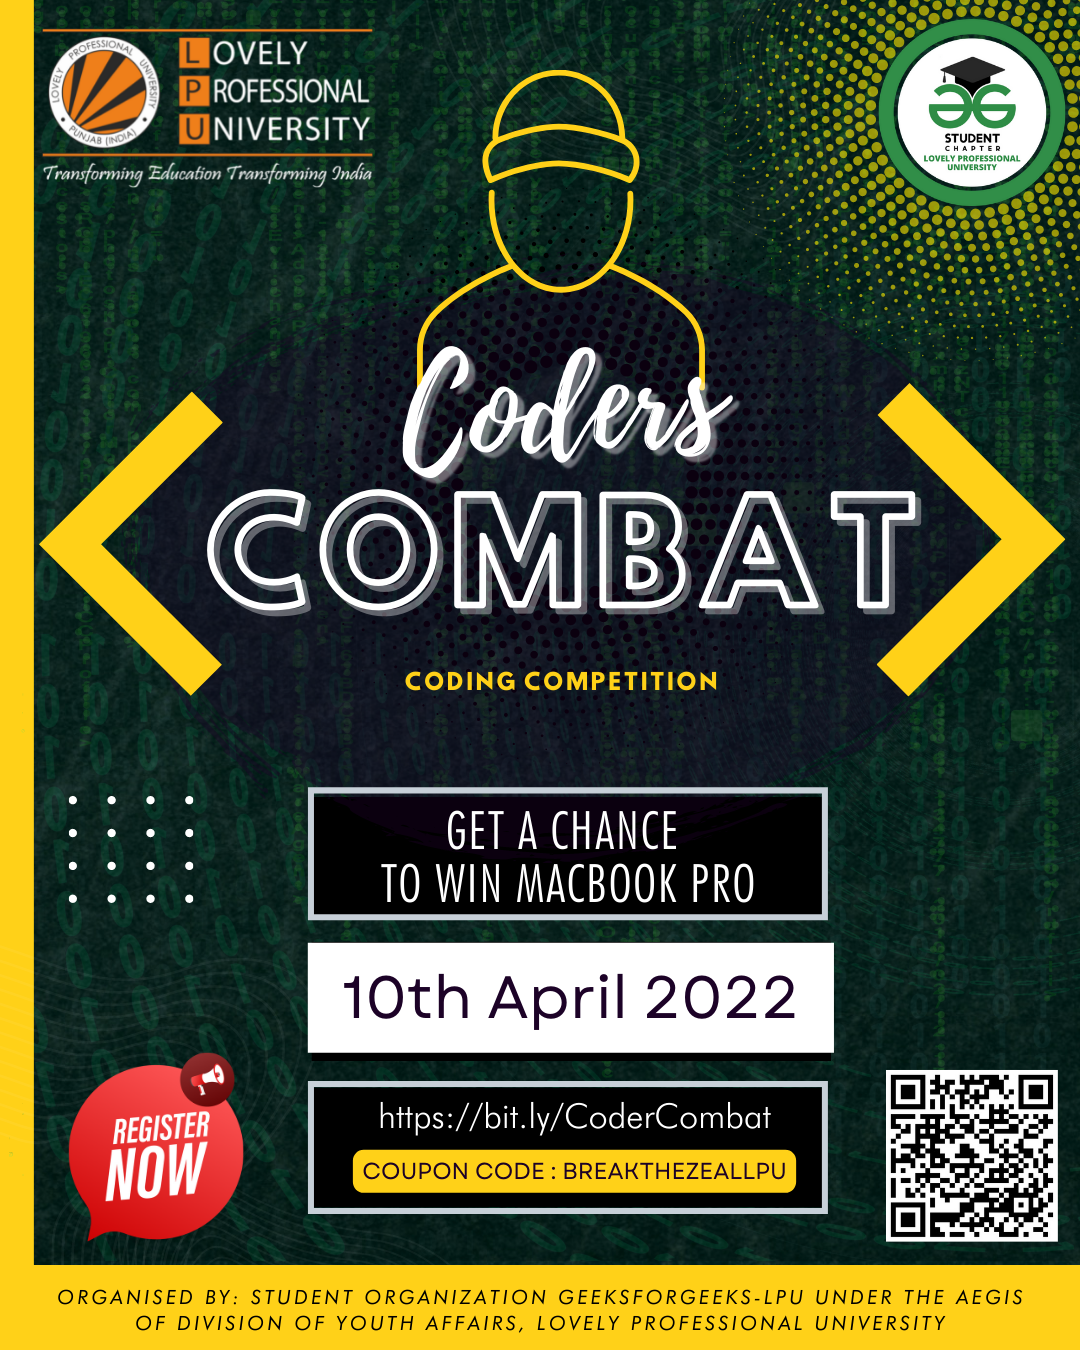 LOVELY
PROFESSIONAL
UNIVERSITY
LOVELY PROFESSIONAL UNIVERSITY
• PUNJAB (INDIA) •
Transforming Education Transforming India
STUDENT
CHAPTER
LOVELY PROFESSIONAL
UNIVERSITY
Coders
COMBAT
CODING COMPETITION
GET A CHANCE
TO WIN MACBOOK PRO
10th April 2022
https://bit.ly/CoderCombat
COUPON CODE : BREAKTHEZEALLPU
REGISTER
NOW
ORGANISED BY: STUDENT ORGANIZATION GEEKSFORGEEKS-LPU UNDER THE AEGIS
OF DIVISION OF YOUTH AFFAIRS, LOVELY PROFESSIONAL UNIVERSITY